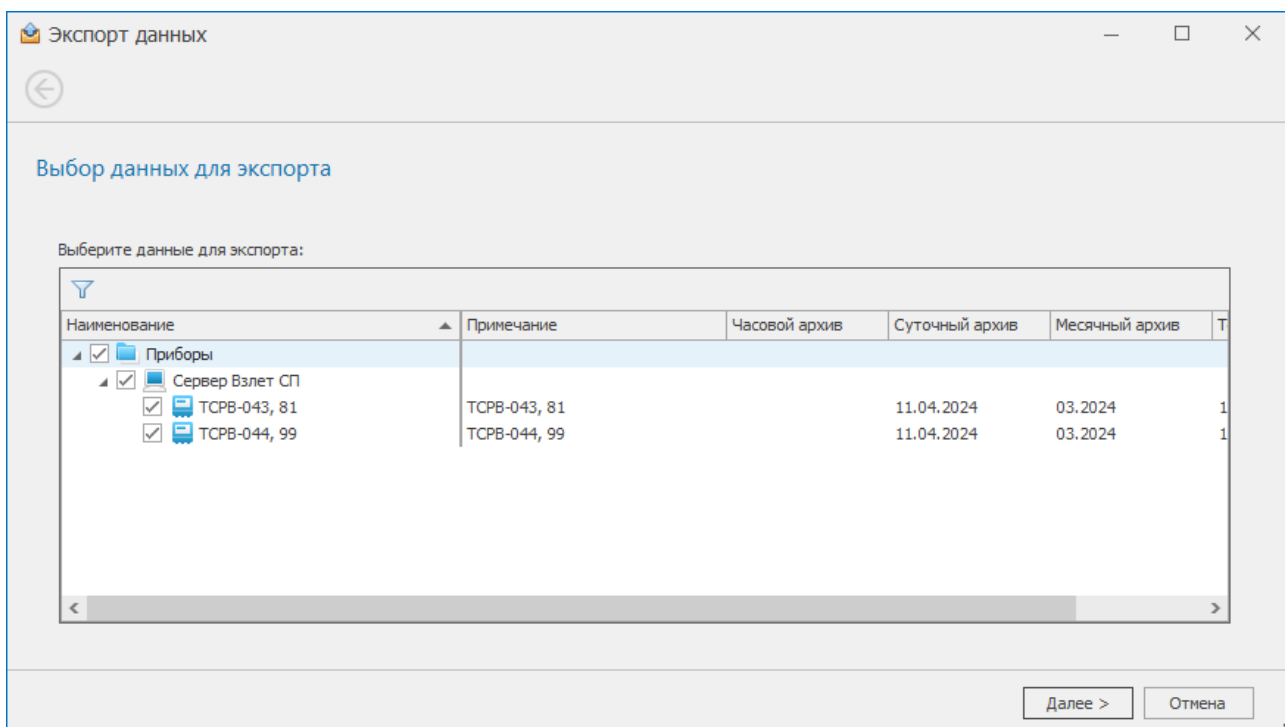 Экспорт данных
Выбор данных для экспорта
Выберите данные для экспорта:
Наименование Примечание Часовой архив Суточный архив Месячный архив
Приборы
Сервер Взлет СП
ТСРВ-043, 81 ТСРВ-043, 81 11.04.2024 03.2024
ТСРВ-044, 99 ТСРВ-044, 99 11.04.2024 03.2024
Далее > Отмена